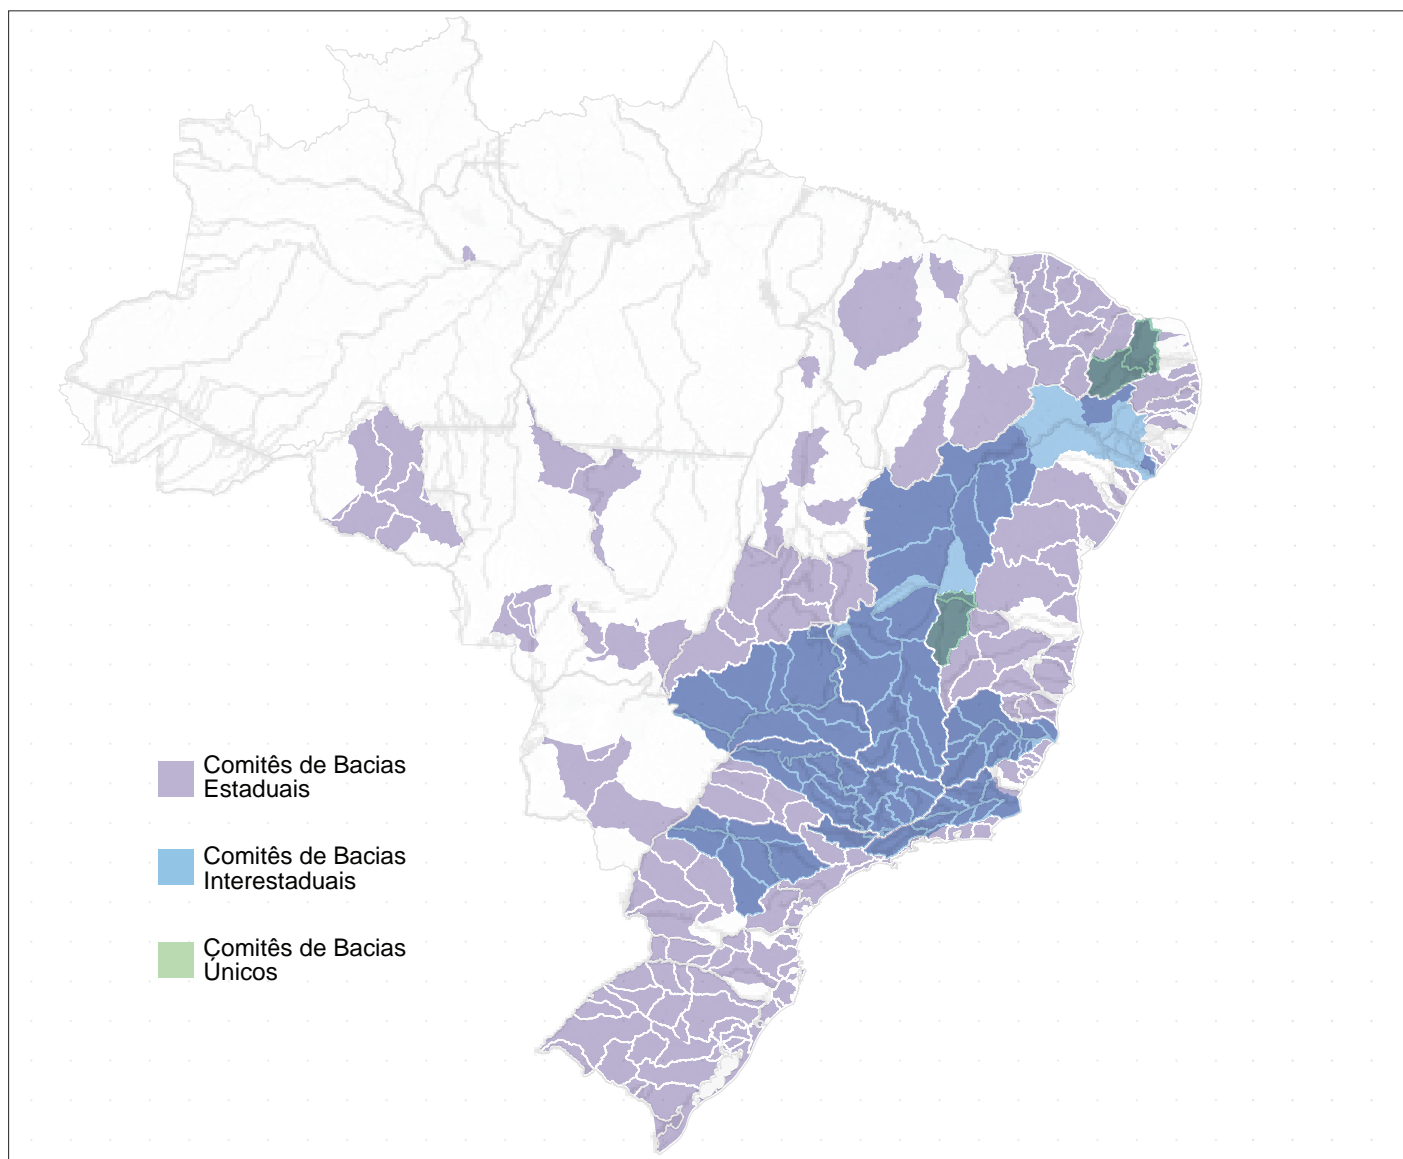 Comitês de Bacias
Estaduais
Comitês de Bacias
Interestaduais
Comitês de Bacias
Únicos